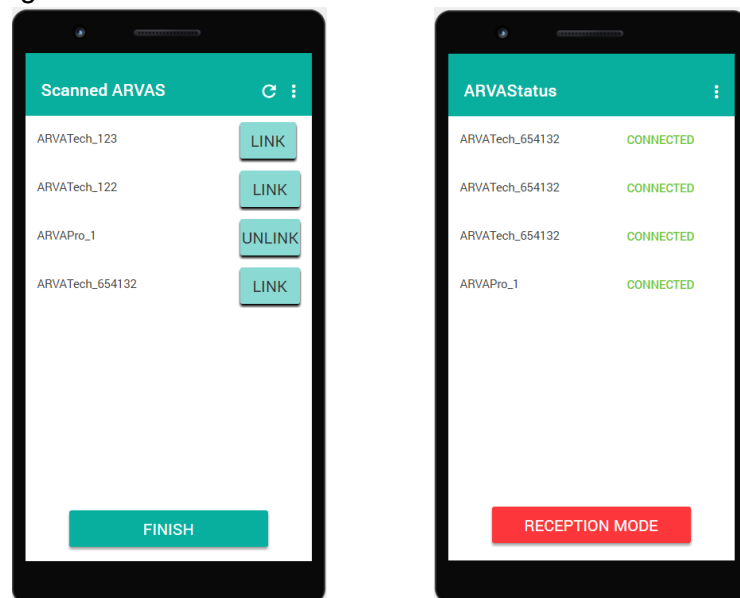 Scanned ARVAS
ARVATech_123 LINK
ARVATech_122 LINK
ARVAPro_1 UNLINK
ARVATech_654132 LINK
FINISH
ARVAStatus
ARVATech_654132 CONNECTED
ARVATech_654132 CONNECTED
ARVATech_654132 CONNECTED
ARVAPro_1 CONNECTED
RECEPTION MODE